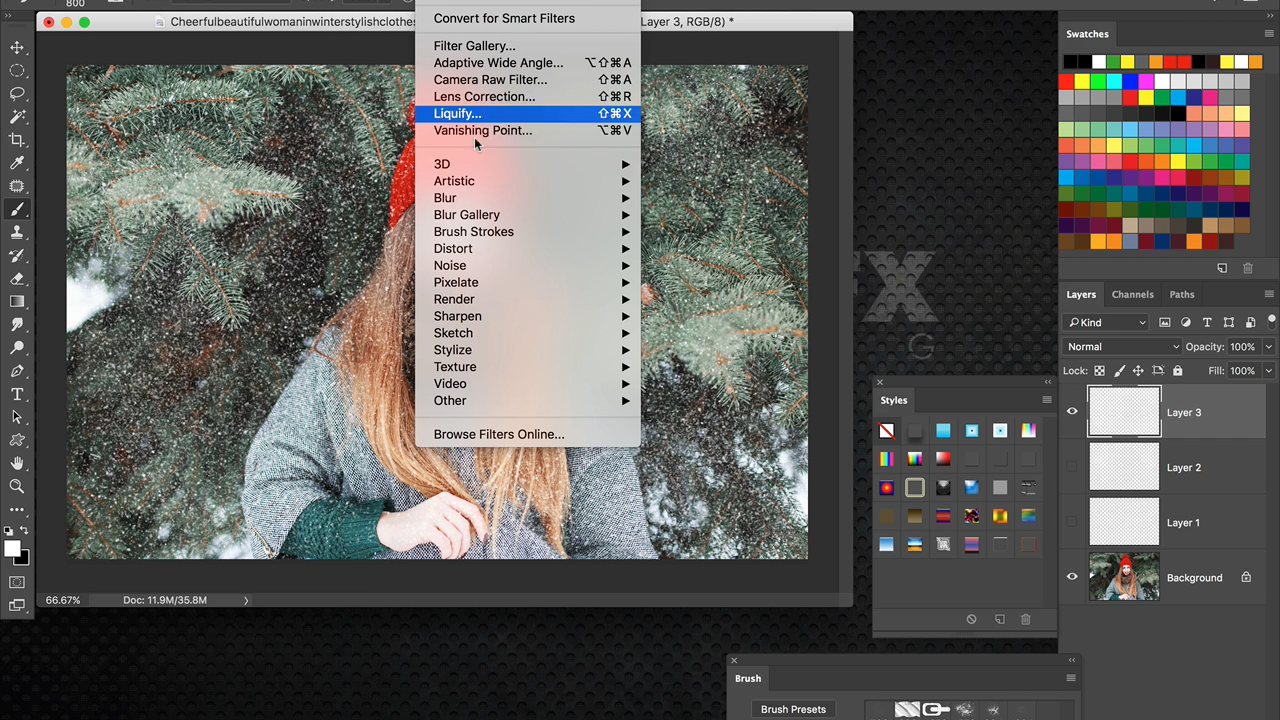 800
Convert for Smart Filters
Cheerfulbeautifulwomaninwinterstylishclothes
Layer 3, RGB/8) *
Filter Gallery...
Adaptive Wide Angle... ⌥⇧⌘A
Camera Raw Filter... ⇧⌘A
Lens Correction... ⇧⌘R
Liquify... ⇧⌘X
Vanishing Point... ⌥⌘V
3D
Artistic
Blur
Blur Gallery
Brush Strokes
Distort
Noise
Pixelate
Render
Sharpen
Sketch
Stylize
Texture
Video
Other
Browse Filters Online...
66.67% Doc: 11.9M/35.8M
X
G
Swatches
Layers Channels Paths
Kind
Normal Opacity: 100%
Lock: Fill: 100%
Layer 3
Layer 2
Layer 1
Background
Styles
Brush
Brush Presets